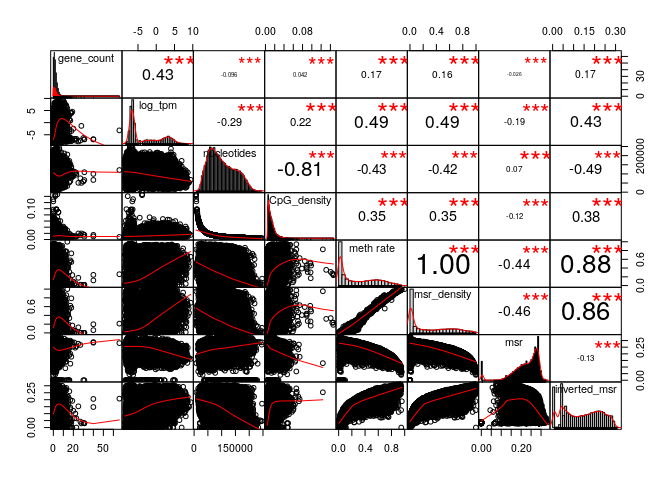 -5 0 5 10 0.00 0.08 0.0 0.4 0.8 0.00 0.15 0.30
gene_count 0.43 *** -0.096 *** 0.042 *** 0.17 *** 0.16 *** -0.026 *** 0.17 *** 0 30
-5 5 log_tpm -0.29 *** 0.22 *** 0.49 *** 0.49 *** -0.19 *** 0.43 ***
nucleotides -0.81 *** -0.43 *** -0.42 *** 0.07 *** -0.49 *** 0 200000
0.00 0.10 CpG_density 0.35 *** 0.35 *** -0.12 *** 0.38 ***
meth rate 1.00 *** -0.44 *** 0.88 *** 0.0 0.6
0.0 0.6 msr_density -0.46 *** 0.86 ***
msr -0.13 *** 0.00 0.25
0.00 0.25 inverted_msr
0 20 50 0 150000 0.0 0.4 0.8 0.00 0.20